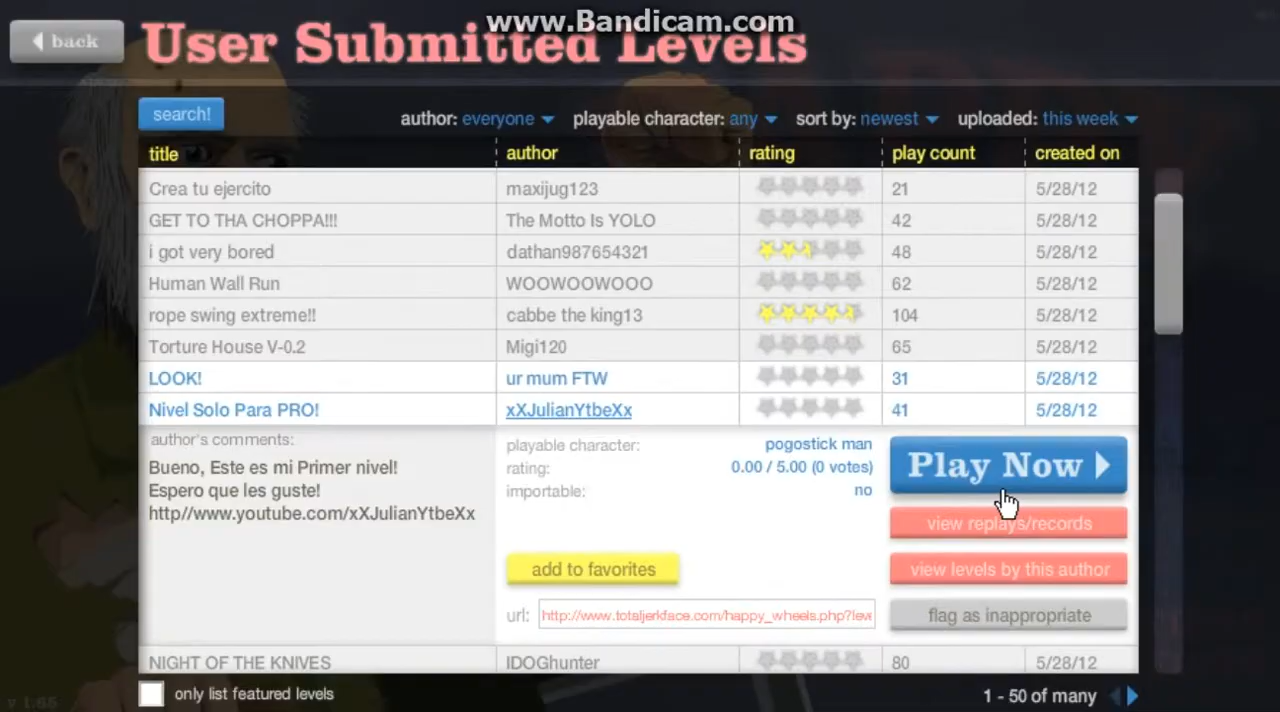 www.Bandicam.com
back
User Submitted Levels
search!
author: everyone
playable character: any
sort by: newest
uploaded: this week
title author rating play count created on
Crea tu ejercito maxijug123 21 5/28/12
GET TO THA CHOPPA!!! The Motto Is YOLO 42 5/28/12
i got very bored dathan987654321 48 5/28/12
Human Wall Run WOOWOOWOOO 62 5/28/12
rope swing extreme!! cabbe the king13 104 5/28/12
Torture House V-0.2 Migi120 65 5/28/12
LOOK! ur mum FTW 31 5/28/12
Nivel Solo Para PRO! xXJulianYtbeXx 41 5/28/12
author's comments:
Bueno, Este es mi Primer nivel!
Espero que les guste!
http//www.youtube.com/xXJulianYtbeXx
playable character: pogostick man
rating: 0.00 / 5.00 (0 votes)
importable: no
add to favorites
url: http://www.totaljerkface.com/happy_wheels.php?leve
Play Now
view replays/records
view levels by this author
flag as inappropriate
NIGHT OF THE KNIVES IDOGhunter 80 5/28/12
only list featured levels
1 - 50 of many
v 1.65